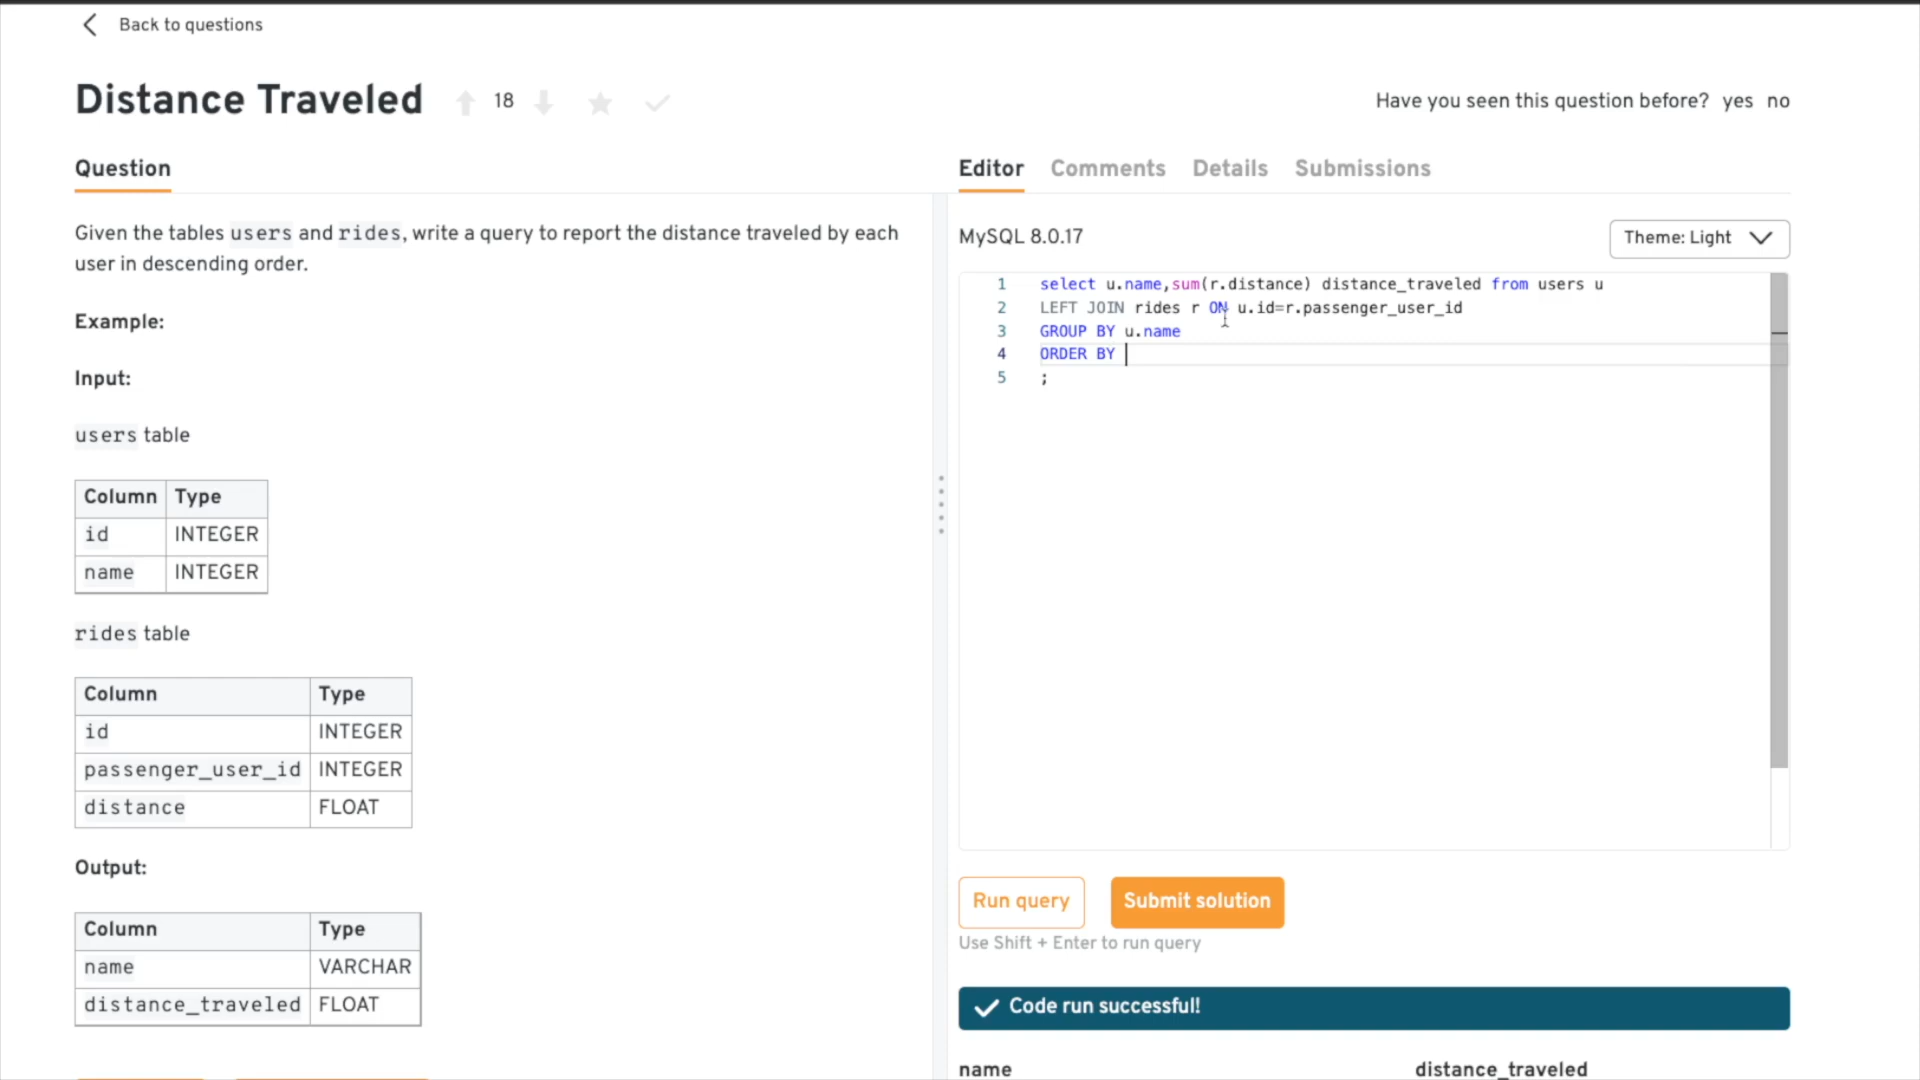 Back to questions
Distance Traveled
18
Have you seen this question before? yes no
Question
Editor Comments Details Submissions
Given the tables users and rides, write a query to report the distance traveled by each
user in descending order.
Example:
Input:
users table
Column Type
id INTEGER
name INTEGER
rides table
Column Type
id INTEGER
passenger_user_id INTEGER
distance FLOAT
Output:
Column Type
name VARCHAR
distance_traveled FLOAT
MySQL 8.0.17
Theme: Light
1 select u.name,sum(r.distance) distance_traveled from users u
2 LEFT JOIN rides r ON u.id=r.passenger_user_id
3 GROUP BY u.name
4 ORDER BY
5 ;
Run query
Submit solution
Use Shift + Enter to run query
Code run successful!
name distance_traveled